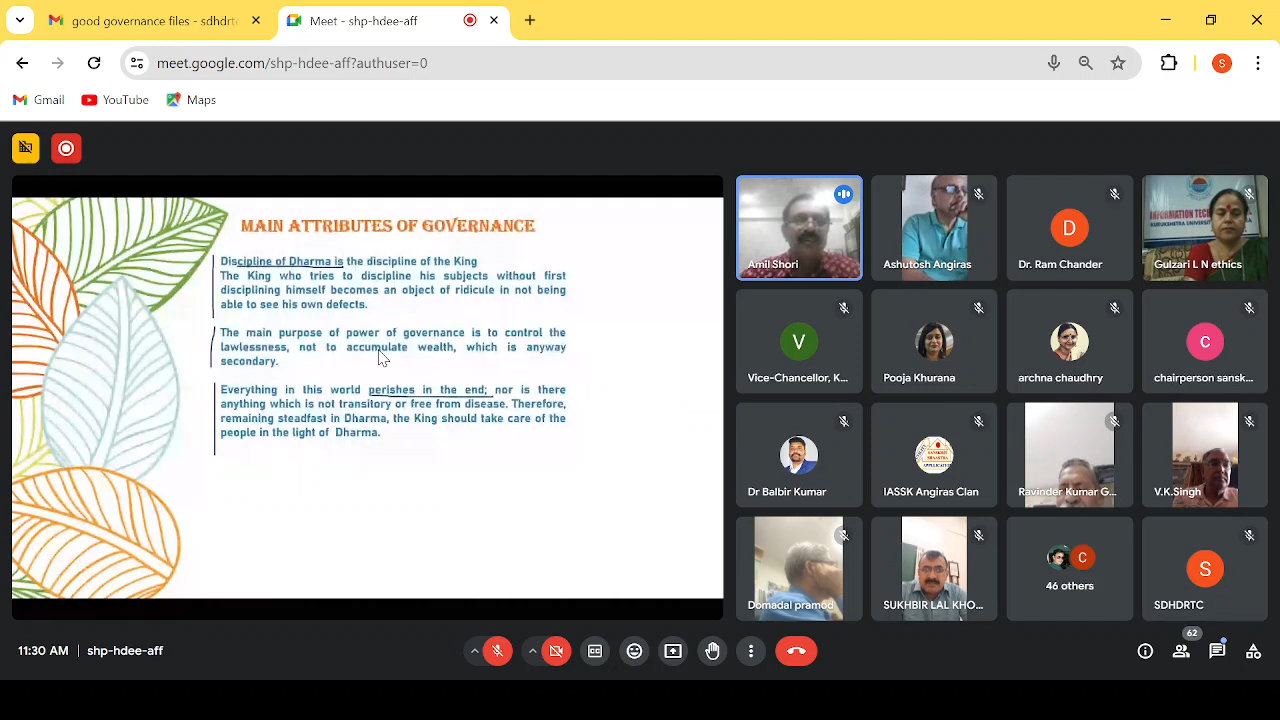 good governance files - sdhdrt
Meet - shp-hdee-aff
meet.google.com/shp-hdee-aff?authuser=0
S
Gmail
YouTube
Maps
MAIN ATTRIBUTES OF GOVERNANCE
Discipline of Dharma is the discipline of the King
The King who tries to discipline his subjects without first
disciplining himself becomes an object of ridicule in not being
able to see his own defects.
The main purpose of power of governance is to control the
lawlessness, not to accumulate wealth, which is anyway
secondary.
Everything in this world perishes in the end; nor is there
anything which is not transitory or free from disease. Therefore,
remaining steadfast in Dharma, the King should take care of the
people in the light of Dharma.
Amil Shori
Ashutosh Angiras
D
Dr. Ram Chander
INFORMATION TEC
KURUKSHETRA UNIVERSIT
Gulzari L N ethics
V
Vice-Chancellor, K...
Pooja Khurana
archna chaudhry
c
chairperson sansk...
Dr Balbir Kumar
IASSK Angiras Clan
Ravinder Kumar G...
V.K.Singh
Domadal pramod
SUKHBIR LAL KHO...
C
46 others
S
SDHDRTC
11:30 AM
shp-hdee-aff
62